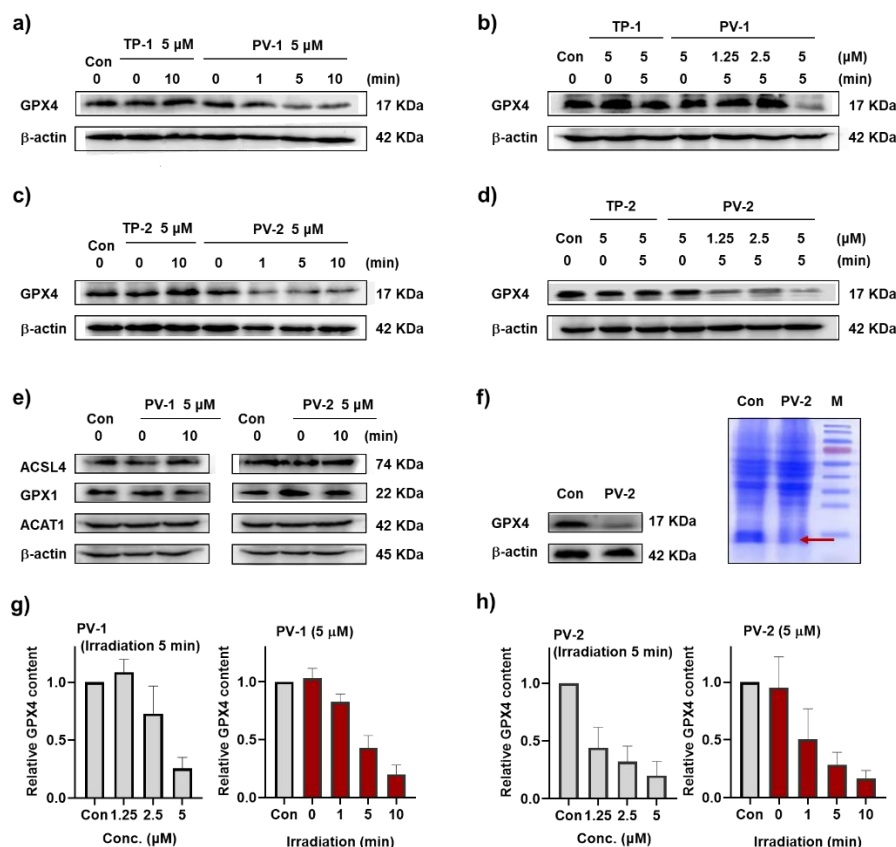 a)
TP-1 5 µM PV-1 5 µM
Con
0 0 10 0 1 5 10 (min)
GPX4 17 KDa
β-actin 42 KDa
b)
TP-1 PV-1
Con 5 5 5 1.25 2.5 5 (µM)
0 0 5 0 5 5 5 (min)
GPX4 17 KDa
β-actin 42 KDa
c)
TP-2 5 µM PV-2 5 µM
Con
0 0 10 0 1 5 10 (min)
GPX4 17 KDa
β-actin 42 KDa
d)
TP-2 PV-2
Con 5 5 5 1.25 2.5 5 (µM)
0 0 5 0 5 5 5 (min)
GPX4 17 KDa
β-actin 42 KDa
e)
PV-1 5 µM PV-2 5 µM
Con Con
0 0 10 0 0 10 (min)
ACSL4 74 KDa
GPX1 22 KDa
ACAT1 42 KDa
β-actin 45 KDa
f)
Con PV-2
GPX4 17 KDa
β-actin 42 KDa
Con PV-2 M
g)
PV-1
(Irradiation 5 min)
Relative GPX4 content
1.0
0.5
0.0
Con 1.25 2.5 5
Conc. (µM)
PV-1 (5 µM)
Relative GPX4 content
1.0
0.5
0.0
Con 0 1 5 10
Irradiation (min)
h)
PV-2
(Irradiation 5 min)
Relative GPX4 content
1.0
0.5
0.0
Con 1.25 2.5 5
Conc. (µM)
PV-2 (5 µM)
Relative GPX4 content
1.0
0.5
0.0
Con 0 1 5 10
Irradiation (min)